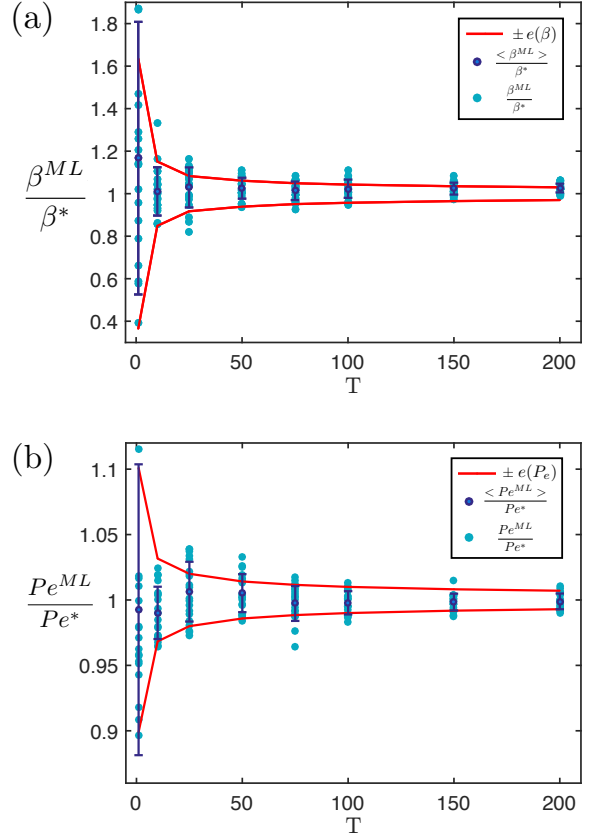 (a)
1.8
1.6
1.4
1.2
1
0.8
0.6
0.4
β^{ML}
β*
± e(β)
< β^{ML} >
β*
β^{ML}
β*
0 50 100 150 200
T
(b)
1.1
1.05
1
0.95
0.9
Pe^{ML}
Pe*
± e(P_e)
< Pe^{ML} >
Pe*
Pe^{ML}
Pe*
0 50 100 150 200
T